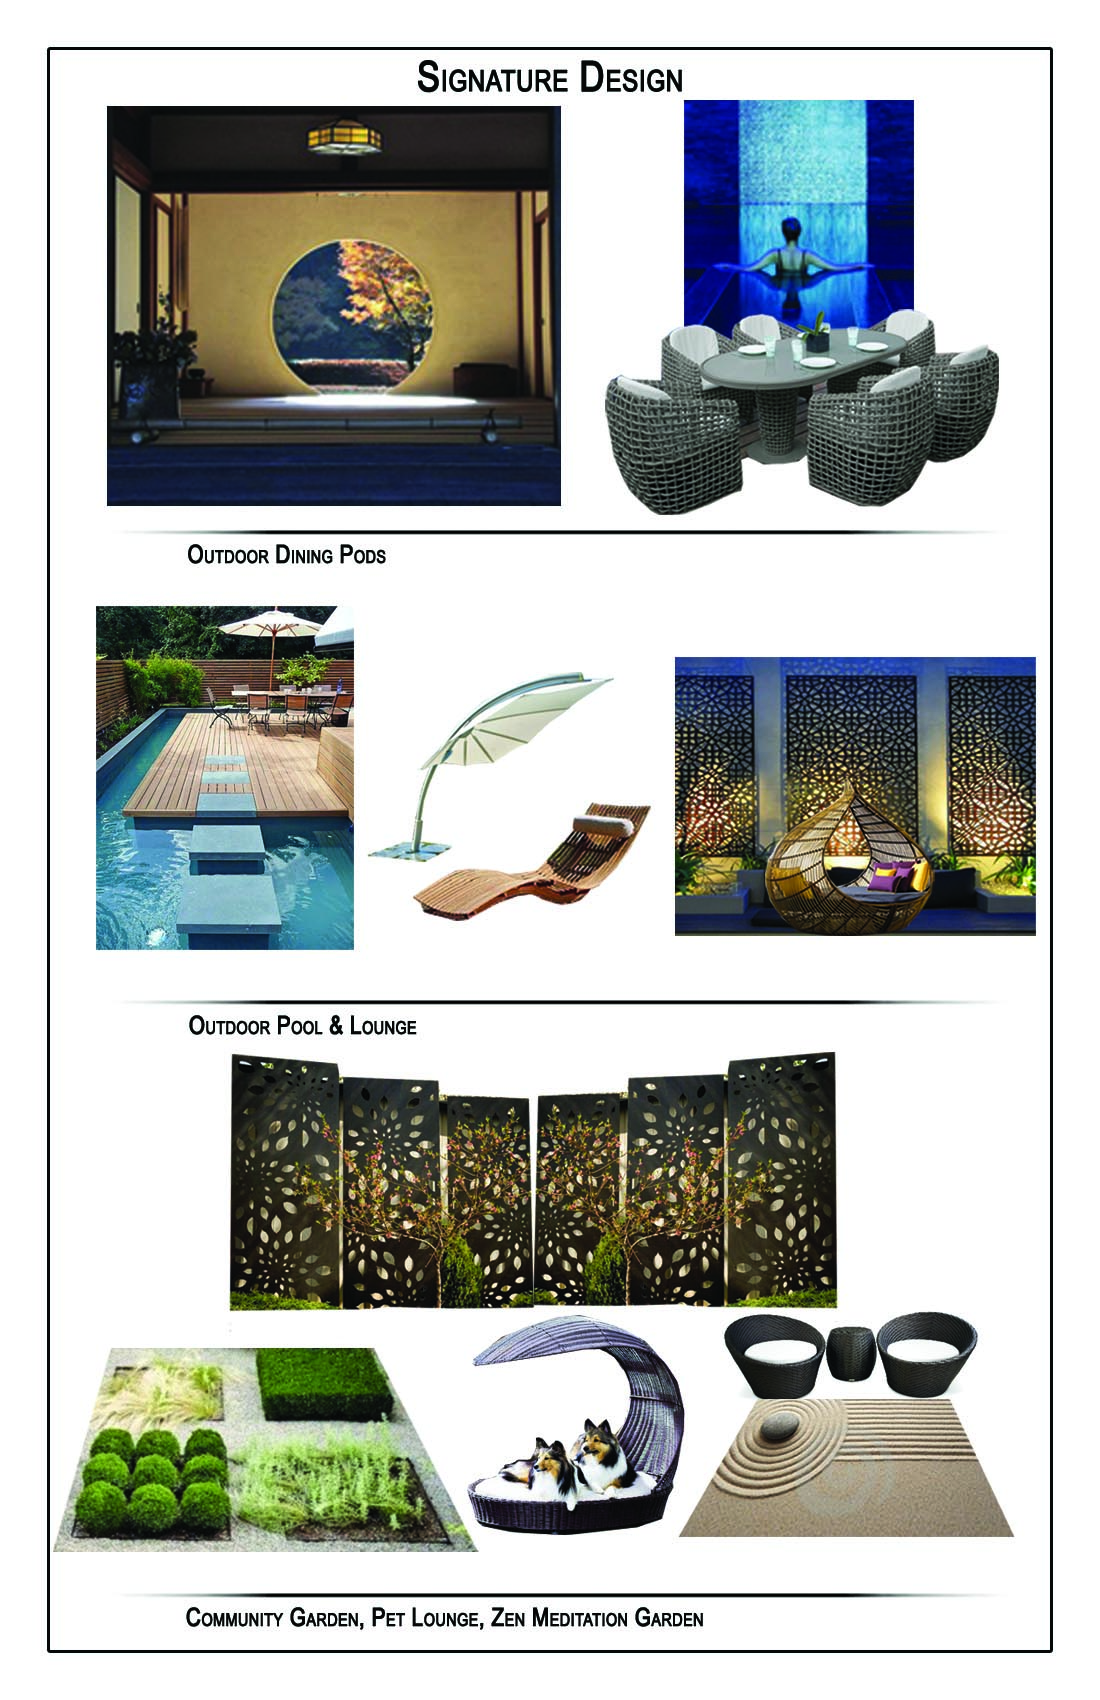 Signature Design
Outdoor Dining Pods
Outdoor Pool & Lounge
Community Garden, Pet Lounge, Zen Meditation Garden